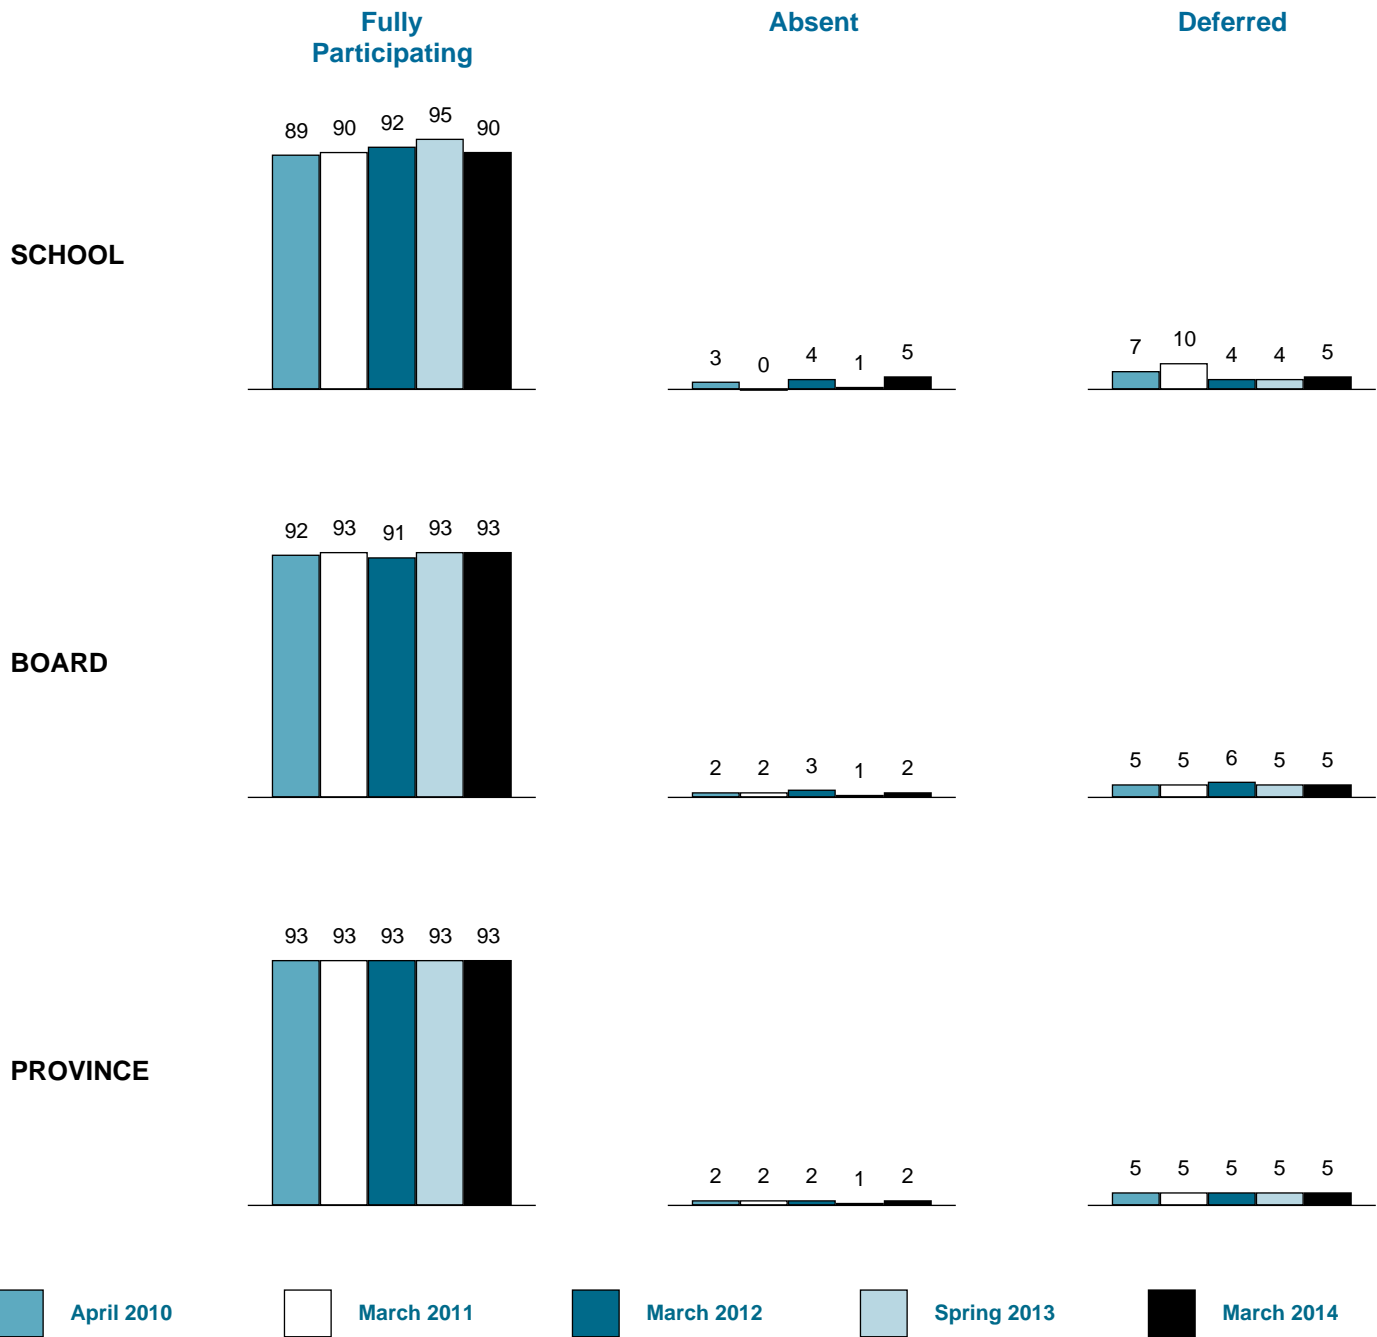 Fully
Participating
Absent
Deferred
SCHOOL
89 90 92 95 90
3 0 4 1 5
7 10 4 4 5
BOARD
92 93 91 93 93
2 2 3 1 2
5 5 6 5 5
PROVINCE
93 93 93 93 93
2 2 2 1 2
5 5 5 5 5
April 2010
March 2011
March 2012
Spring 2013
March 2014